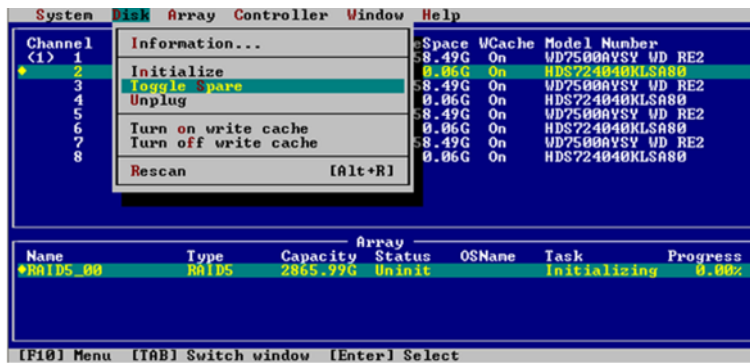 System Disk Array Controller Window Help
Channel eSpace WCache Model Number
(1) 1 58.49G On WD7500AYSY WD RE2
2 0.06G On HDS724040KLSA80
3 58.49G On WD7500AYSY WD RE2
4 0.06G On HDS724040KLSA80
5 58.49G On WD7500AYSY WD RE2
6 0.06G On HDS724040KLSA80
7 58.49G On WD7500AYSY WD RE2
8 0.06G On HDS724040KLSA80
Information...
Initialize
Toggle Spare
Unplug
Turn on write cache
Turn off write cache
Rescan [Alt+R]
Array
Name Type Capacity Status OSName Task Progress
RAID5_00 RAID5 2865.99G Uninit Initializing 0.00%
[F10] Menu [TAB] Switch window [Enter] Select